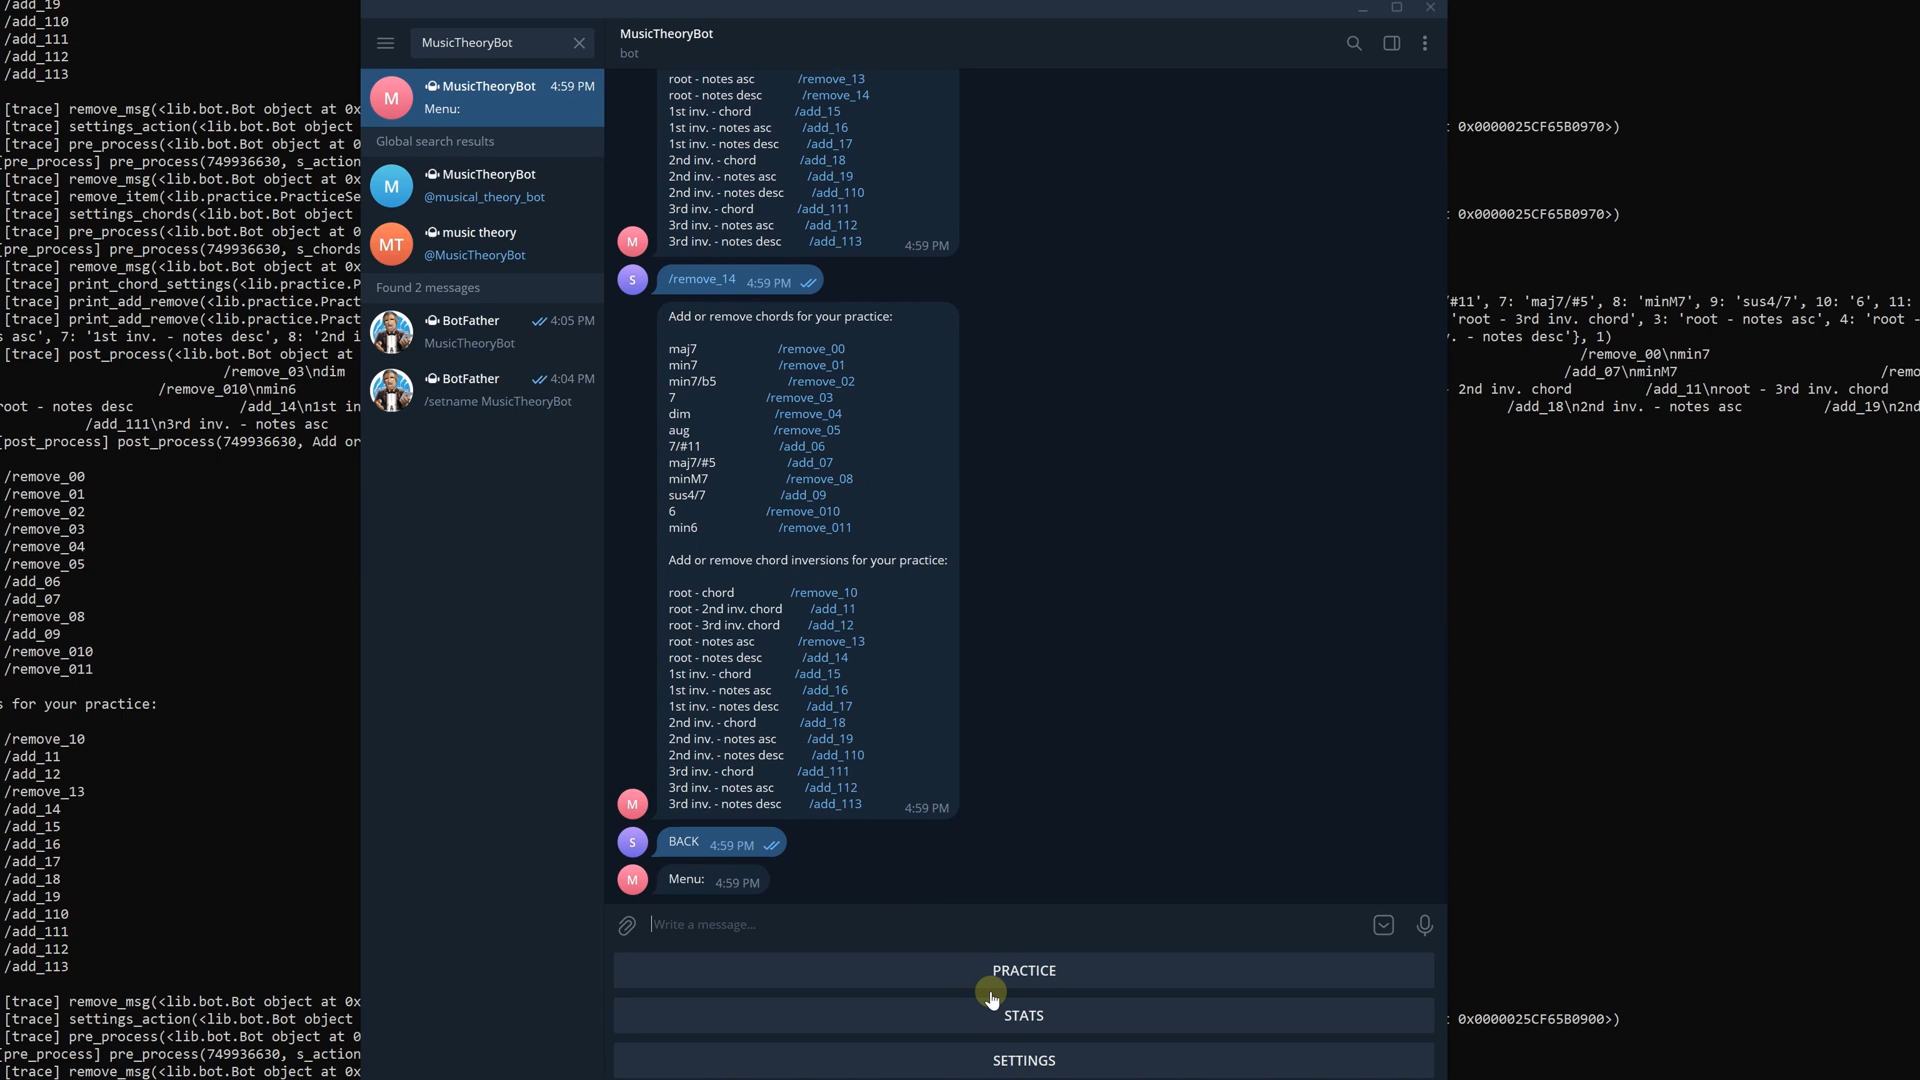 /add_19
/add_110
/add_111
/add_112
/add_113
[trace] remove_msg(<lib.bot.Bot object at 0x
[trace] settings_action(<lib.bot.Bot object
[trace] pre_process(<lib.bot.Bot object at 0
[pre_process] pre_process(749936630, s_action
[trace] remove_msg(<lib.bot.Bot object at 0x
[trace] remove_item(<lib.practice.PracticeSe
[trace] settings_chords(<lib.bot.Bot object
[trace] pre_process(<lib.bot.Bot object at 0
[pre_process] pre_process(749936630, s_chords
[trace] remove_msg(<lib.bot.Bot object at 0x
[trace] print_chord_settings(<lib.practice.P
[trace] print_add_remove(<lib.practice.Pract
[trace] print_add_remove(<lib.practice.Pract
s asc', 7: '1st inv. - notes desc', 8: '2nd i
[trace] post_process(<lib.bot.Bot object at
/remove_03\ndim
/remove_010\nmin6
root - notes desc /add_14\n1st in
/add_111\n3rd inv. - notes asc
[post_process] post_process(749936630, Add or
/remove_00
/remove_01
/remove_02
/remove_03
/remove_04
/remove_05
/add_06
/add_07
/remove_08
/add_09
/remove_010
/remove_011
s for your practice:
/remove_10
/add_11
/add_12
/remove_13
/add_14
/add_15
/add_16
/add_17
/add_18
/add_19
/add_110
/add_111
/add_112
/add_113
[trace] remove_msg(<lib.bot.Bot object at 0x
[trace] settings_action(<lib.bot.Bot object
[trace] pre_process(<lib.bot.Bot object at 0
[pre_process] pre_process(749936630, s_action
[trace] remove_msg(<lib.bot.Bot object at 0x
MusicTheoryBot
M
MusicTheoryBot 4:59 PM
Menu:
Global search results
M
MusicTheoryBot
@musical_theory_bot
MT
music theory
@MusicTheoryBot
Found 2 messages
BotFather 4:05 PM
MusicTheoryBot
BotFather 4:04 PM
/setname MusicTheoryBot
MusicTheoryBot
bot
root - notes asc /remove_13
root - notes desc /remove_14
1st inv. - chord /add_15
1st inv. - notes asc /add_16
1st inv. - notes desc /add_17
2nd inv. - chord /add_18
2nd inv. - notes asc /add_19
2nd inv. - notes desc /add_110
3rd inv. - chord /add_111
3rd inv. - notes asc /add_112
3rd inv. - notes desc /add_113
4:59 PM
M
S
/remove_14 4:59 PM
Add or remove chords for your practice:
maj7 /remove_00
min7 /remove_01
min7/b5 /remove_02
7 /remove_03
dim /remove_04
aug /remove_05
7/#11 /add_06
maj7/#5 /add_07
minM7 /remove_08
sus4/7 /add_09
6 /remove_010
min6 /remove_011
Add or remove chord inversions for your practice:
root - chord /remove_10
root - 2nd inv. chord /add_11
root - 3rd inv. chord /add_12
root - notes asc /remove_13
root - notes desc /add_14
1st inv. - chord /add_15
1st inv. - notes asc /add_16
1st inv. - notes desc /add_17
2nd inv. - chord /add_18
2nd inv. - notes asc /add_19
2nd inv. - notes desc /add_110
3rd inv. - chord /add_111
3rd inv. - notes asc /add_112
3rd inv. - notes desc /add_113
4:59 PM
M
S
BACK 4:59 PM
M
Menu: 4:59 PM
Write a message...
PRACTICE
STATS
SETTINGS
: 0x0000025CF65B0970>)
: 0x0000025CF65B0970>)
/#11', 7: 'maj7/#5', 8: 'minM7', 9: 'sus4/7', 10: '6', 11:
'root - 3rd inv. chord', 3: 'root - notes asc', 4: 'root -
. - notes desc'}, 1)
/remove_00\nmin7
/add_07\nminM7 /remo
- 2nd inv. chord /add_11\nroot - 3rd inv. chord
/add_18\n2nd inv. - notes asc /add_19\n2nd
: 0x0000025CF65B0900>)